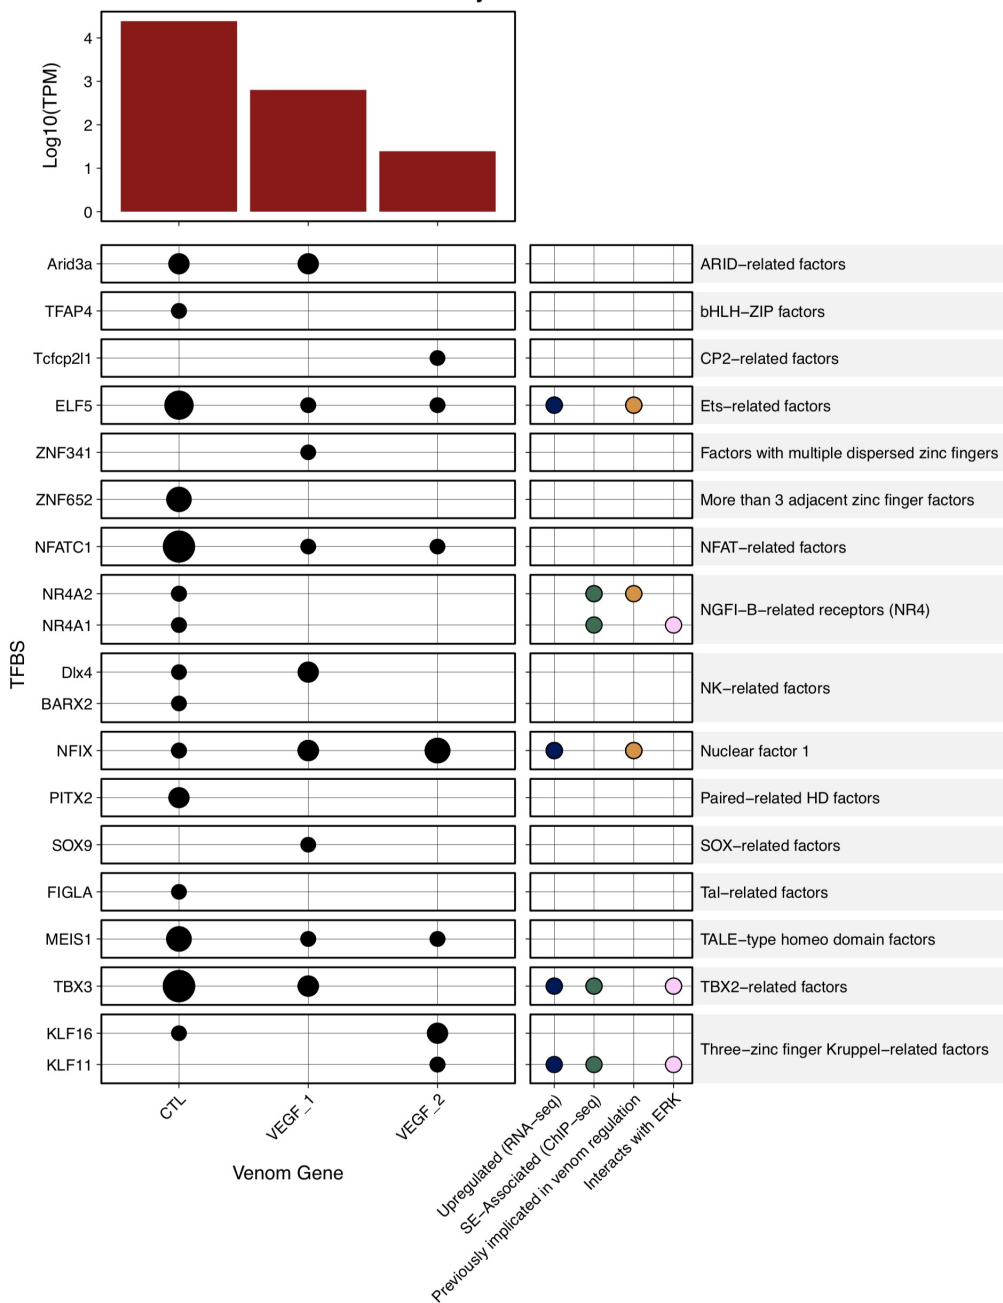 Log10(TPM)
4
3
2
1
0
Arid3a
ARID−related factors
TFAP4
bHLH−ZIP factors
Tcfcp2l1
CP2−related factors
ELF5
Ets−related factors
ZNF341
Factors with multiple dispersed zinc fingers
ZNF652
More than 3 adjacent zinc finger factors
NFATC1
NFAT−related factors
NR4A2
NR4A1
NGFI−B−related receptors (NR4)
TFBS
Dlx4
BARX2
NK−related factors
NFIX
Nuclear factor 1
PITX2
Paired−related HD factors
SOX9
SOX−related factors
FIGLA
Tal−related factors
MEIS1
TALE−type homeo domain factors
TBX3
TBX2−related factors
KLF16
KLF11
Three−zinc finger Kruppel−related factors
CTL
VEGF_1
VEGF_2
Venom Gene
Upregulated (RNA−seq)
SE−Associated (ChIP−seq)
Previously implicated in venom regulation
Interacts with ERK